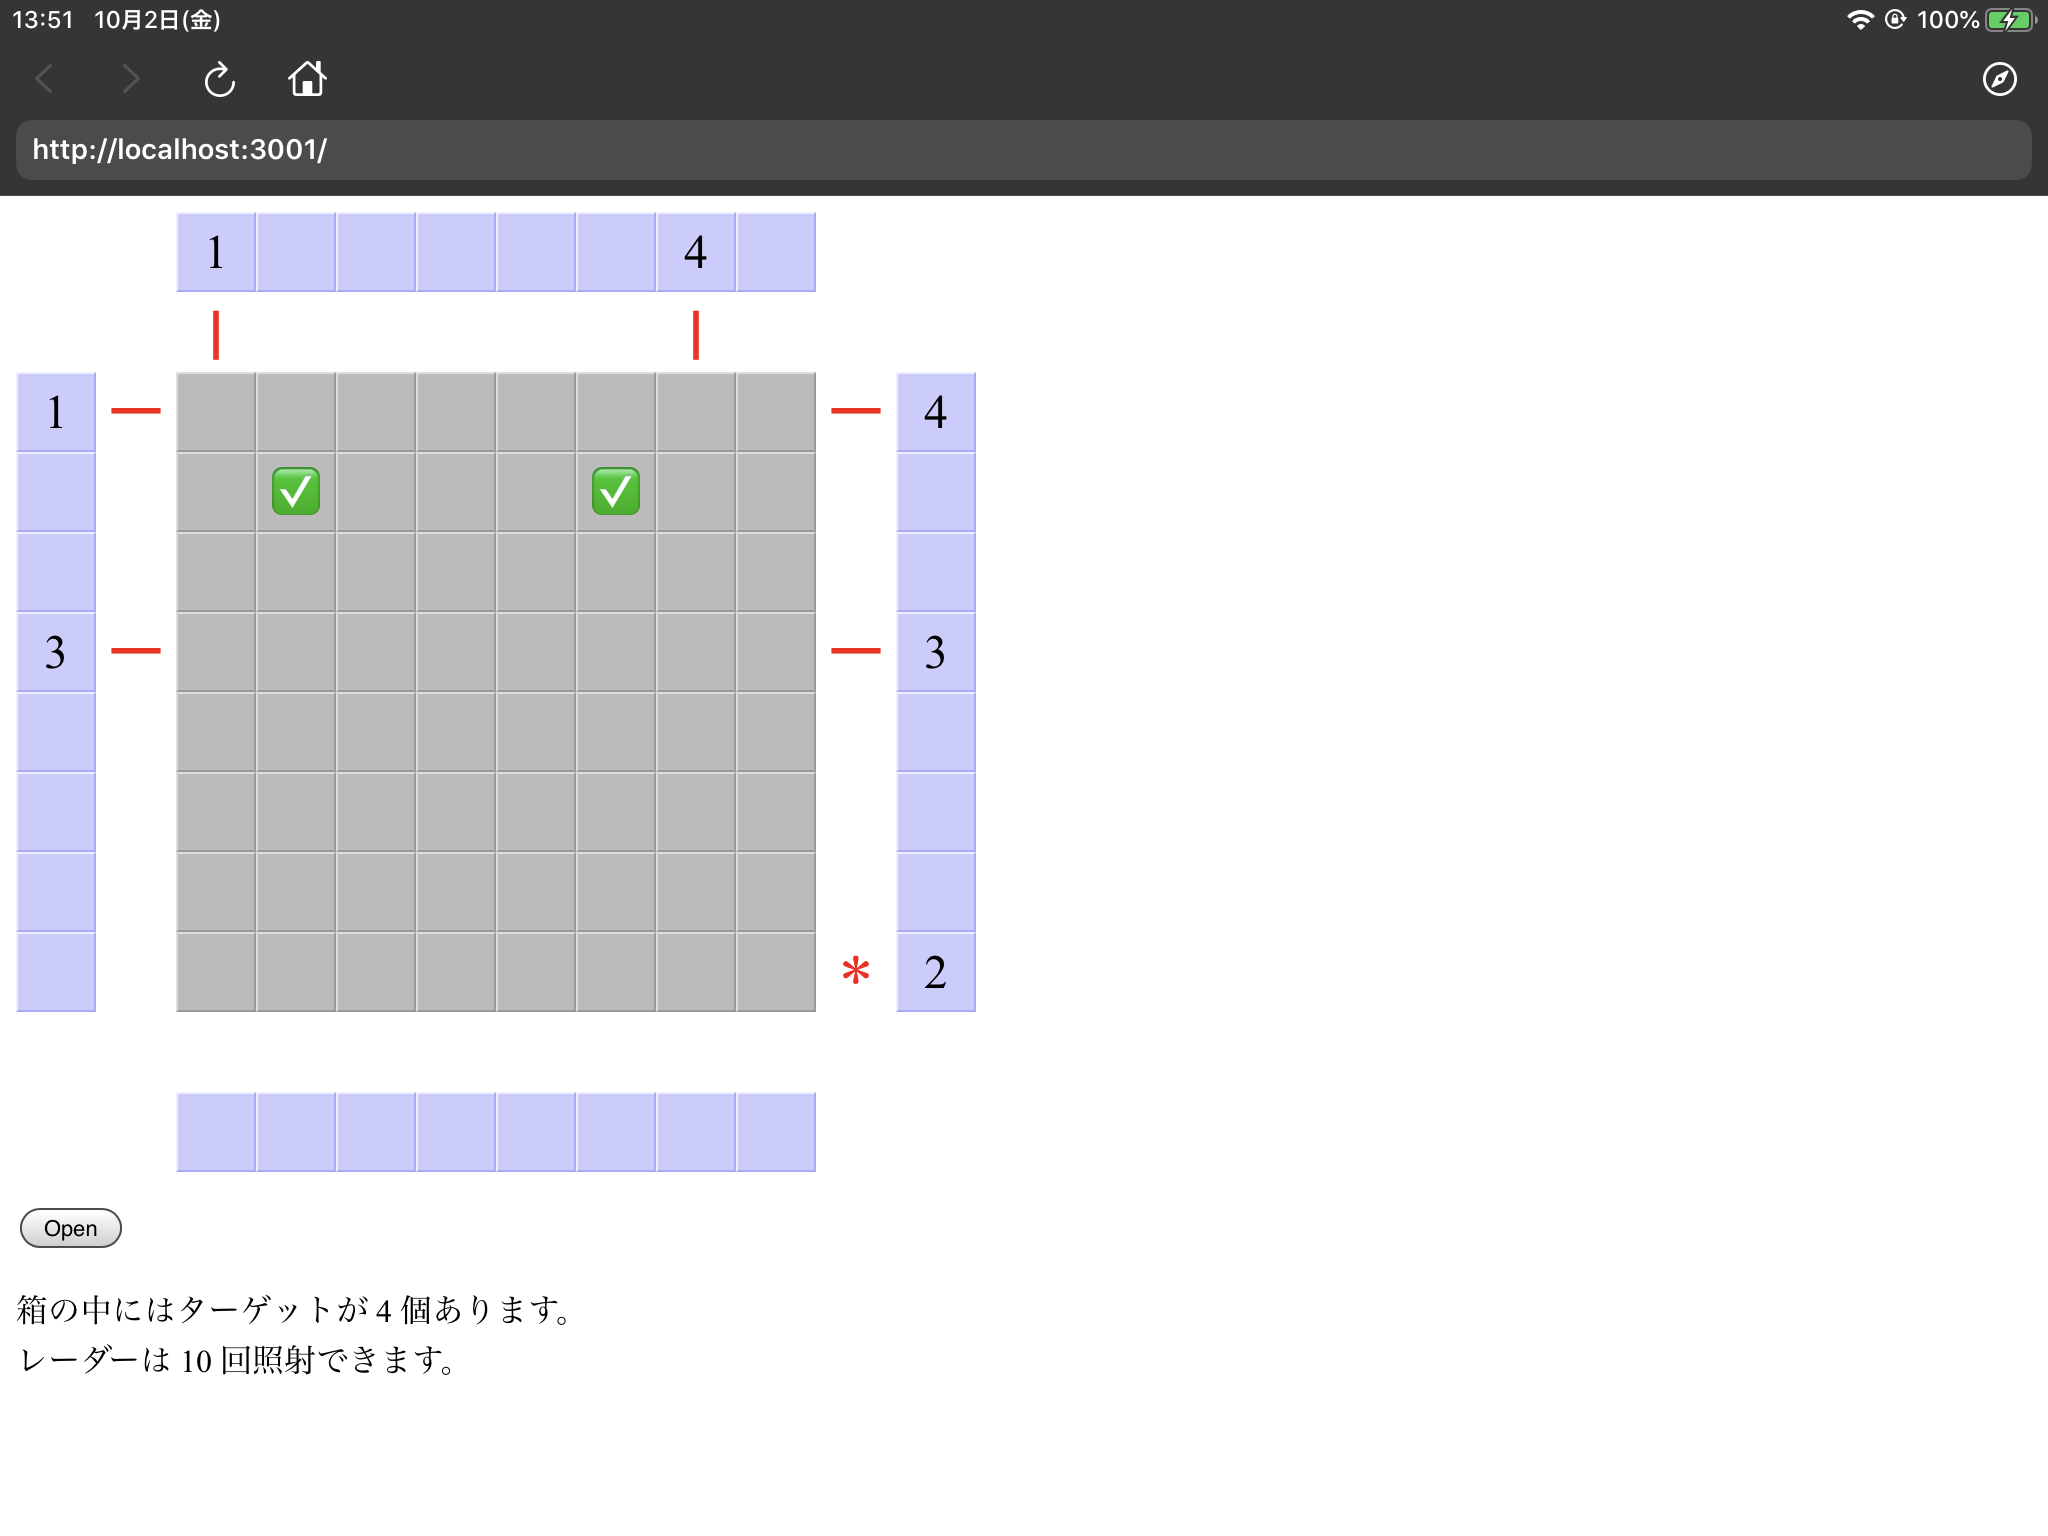 13:51 10月2日(金) 100%
http://localhost:3001/
1 4
1 4
3 3
* 2
Open
箱の中にはターゲットが 4 個あります。
レーダーは 10 回照射できます。